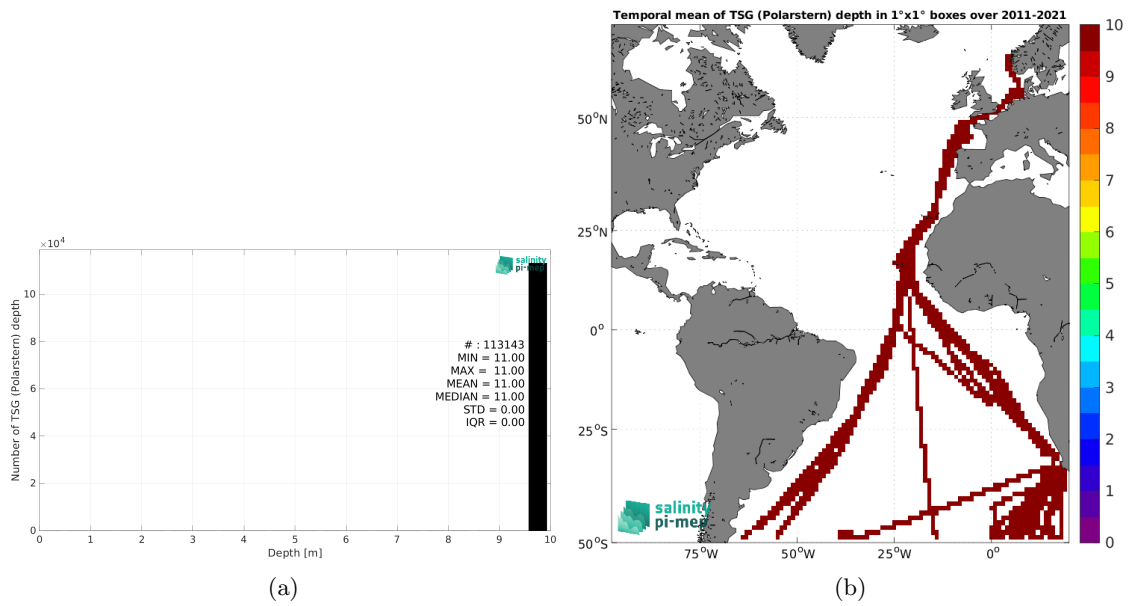 ×10⁴
10
8
6
4
2
0
Number of TSG (Polarstern) depth
salinity
pi-mep
# : 113143
MIN = 11.00
MAX = 11.00
MEAN = 11.00
MEDIAN = 11.00
STD = 0.00
IQR = 0.00
0 1 2 3 4 5 6 7 8 9 10
Depth [m]
(a)
Temporal mean of TSG (Polarstern) depth in 1°x1° boxes over 2011-2021
50°N
25°N
0°
25°S
50°S
75°W 50°W 25°W 0°
salinity
pi-mep
10
9
8
7
6
5
4
3
2
1
0
(b)